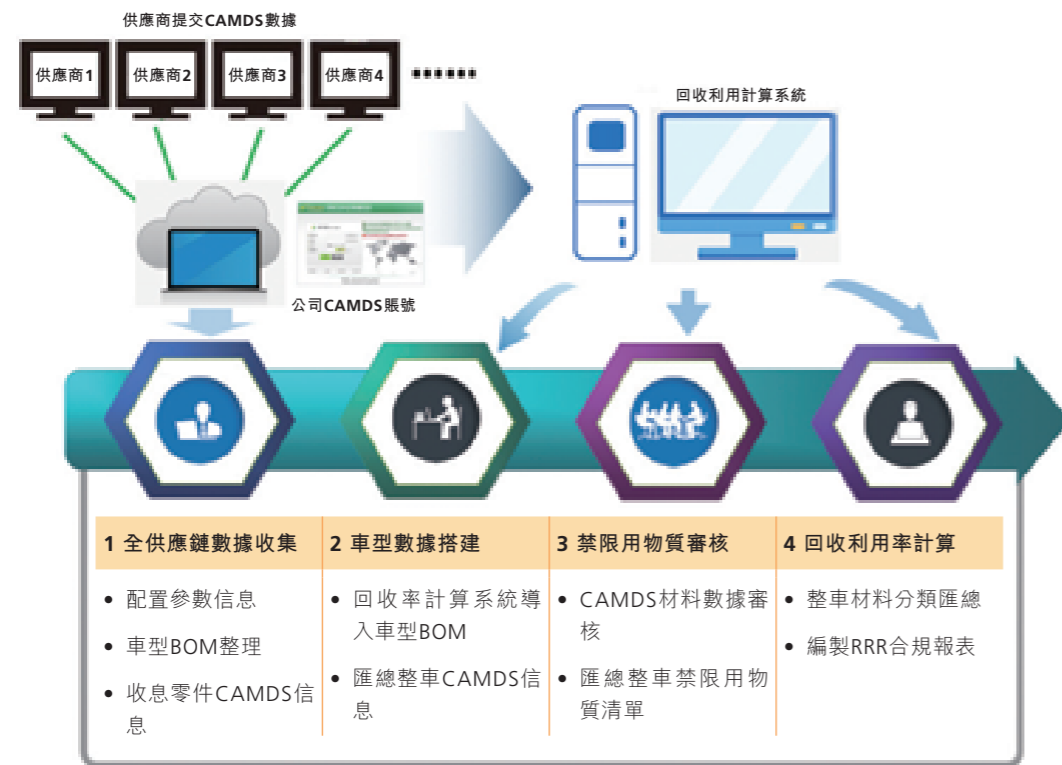 供應商提交CAMDS數據
供應商1
供應商2
供應商3
供應商4
回收利用計算系統
公司CAMDS賬號
1 全供應鏈數據收集
• 配置參數信息
• 車型BOM整理
• 收息零件CAMDS信
息
2 車型數據搭建
• 回收率計算系統導
入車型BOM
• 匯總整車CAMDS信
息
3 禁限用物質審核
• CAMDS材料數據審
核
• 匯總整車禁限用物
質清單
4 回收利用率計算
• 整車材料分類匯總
• 編製RRR合規報表